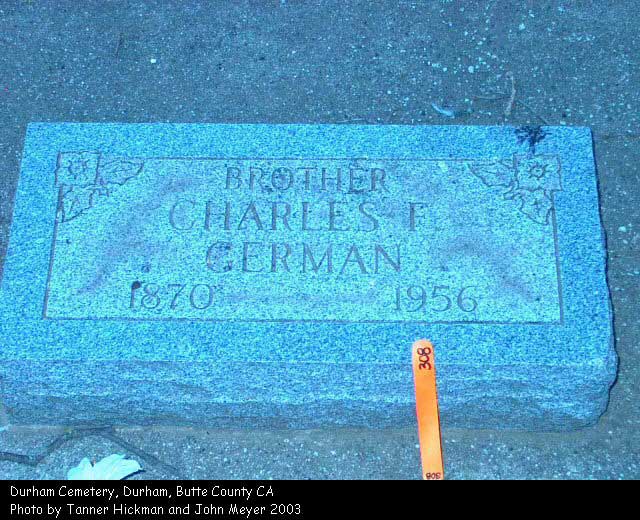 BROTHER
CHARLES F.
GERMAN
1870 1956
308
308
Durham Cemetery, Durham, Butte County CA
Photo by Tanner Hickman and John Meyer 2003